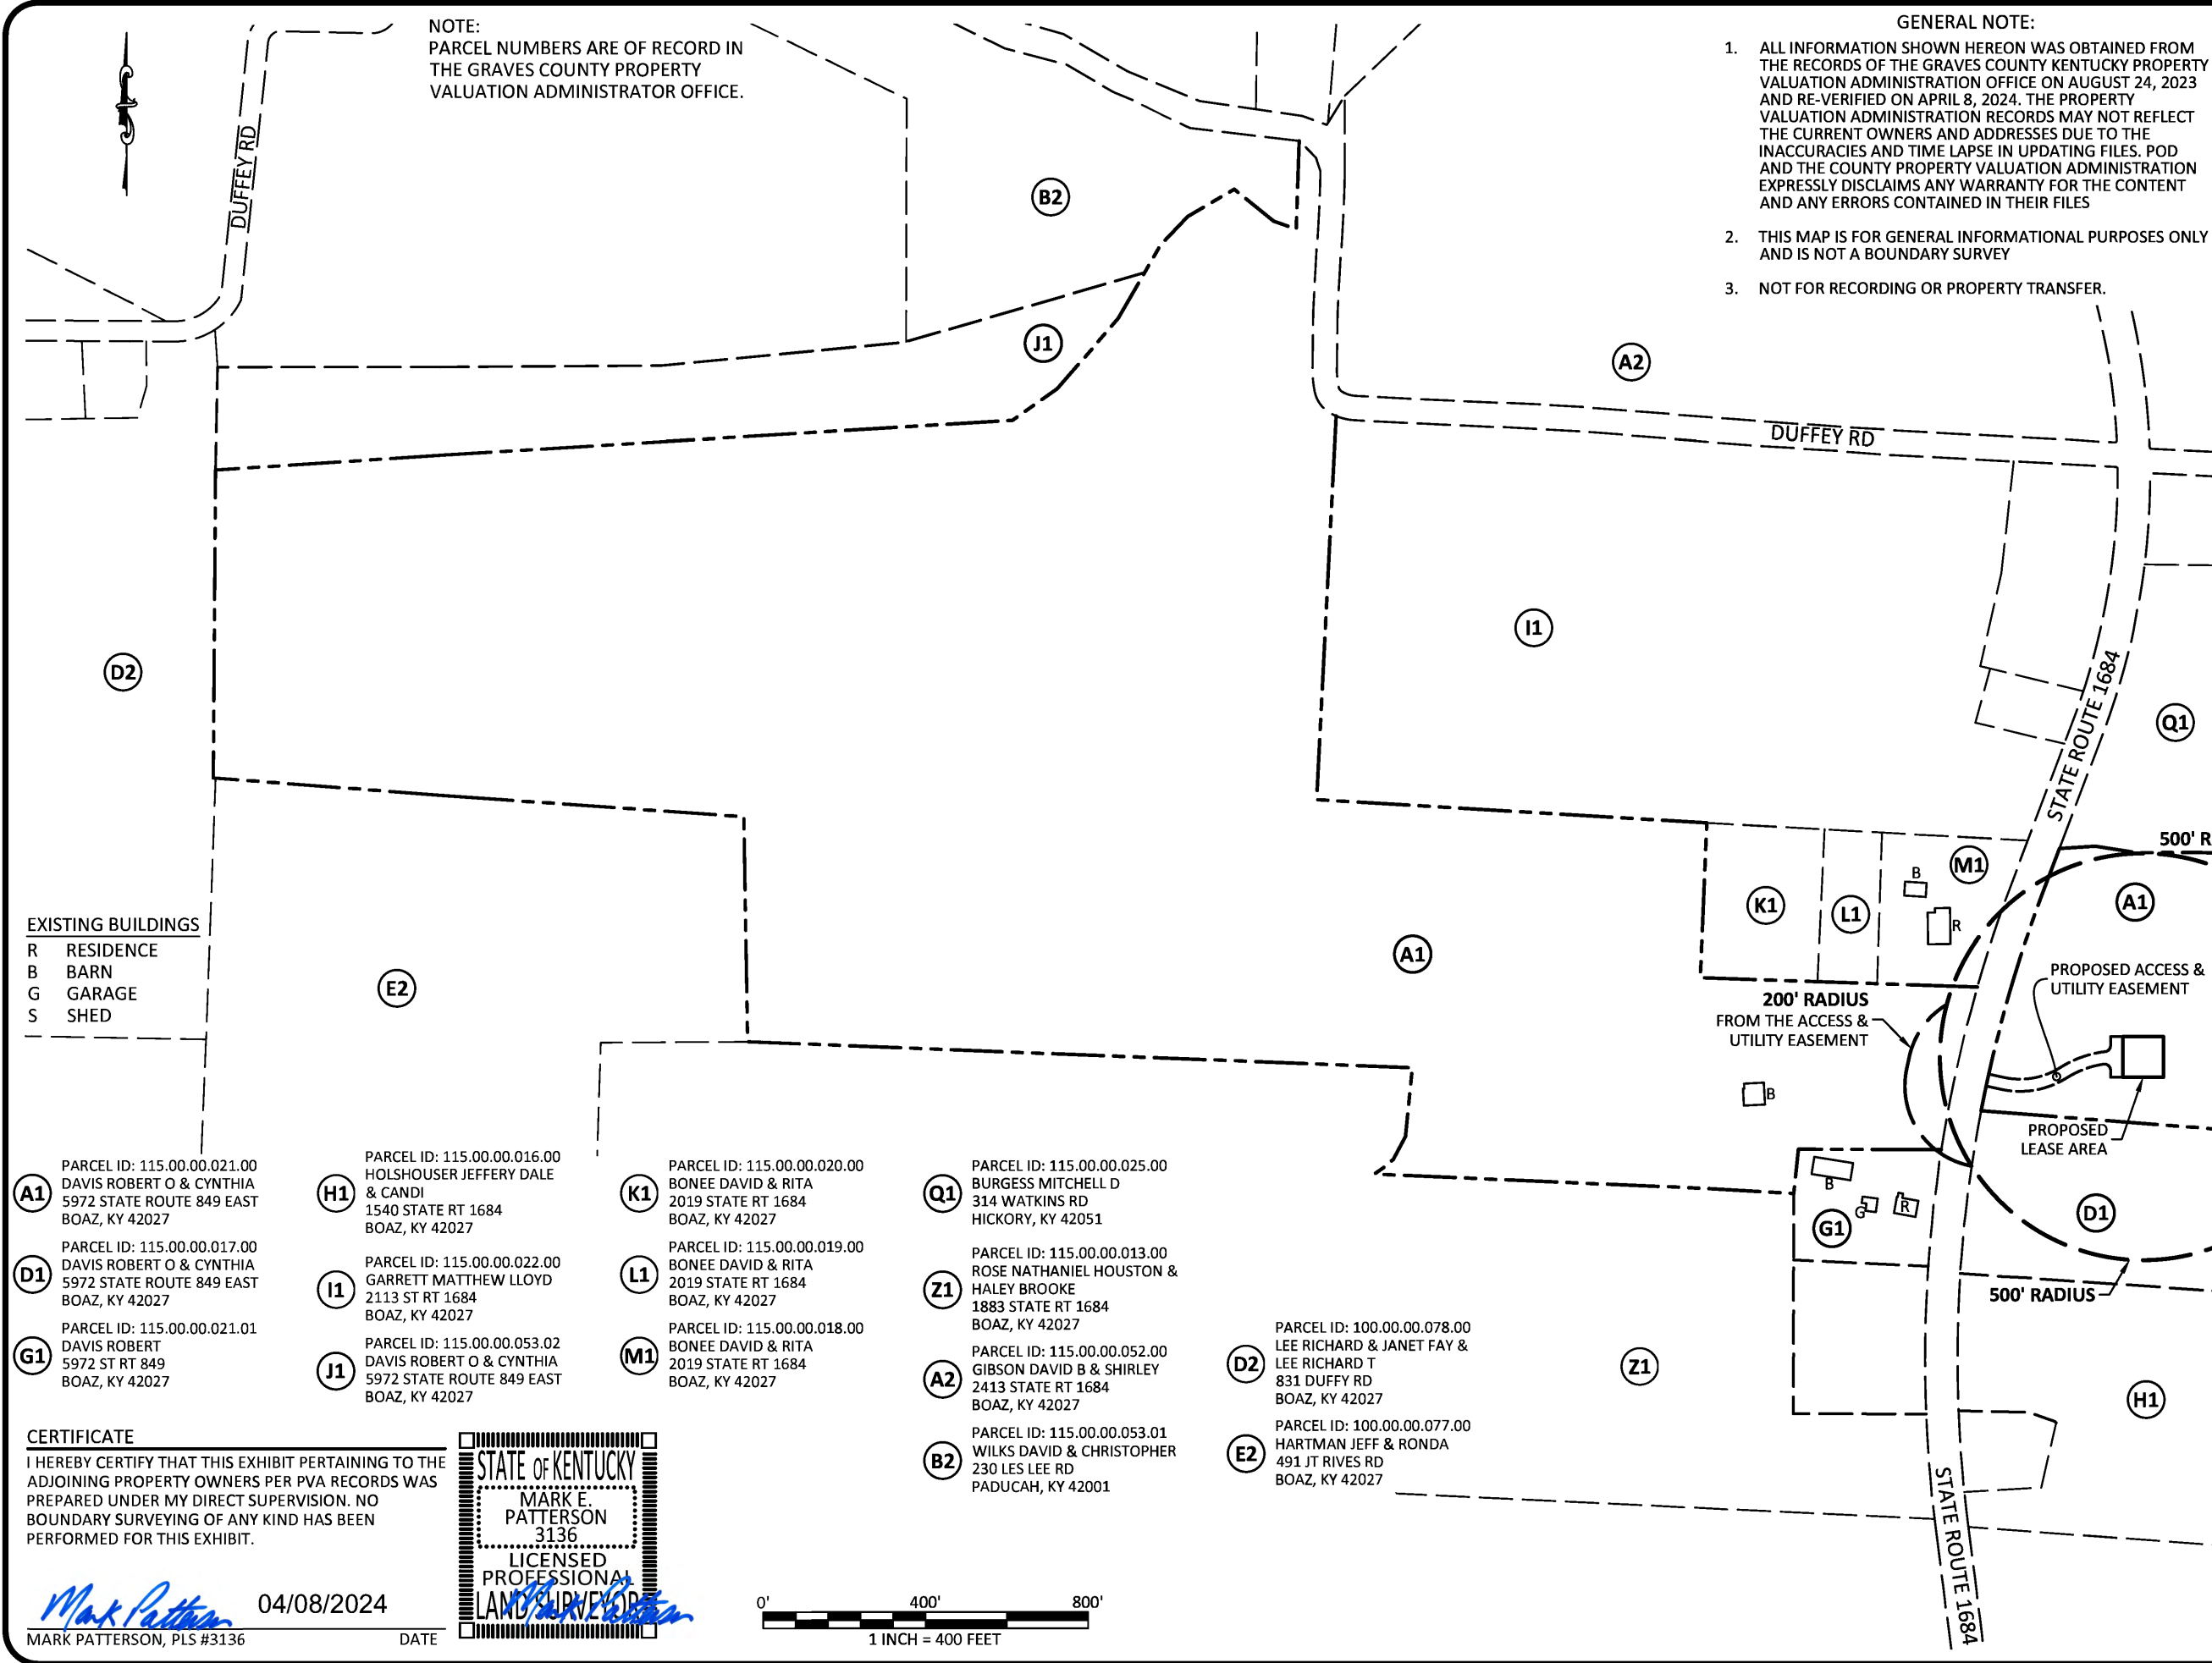 NOTE:
PARCEL NUMBERS ARE OF RECORD IN
THE GRAVES COUNTY PROPERTY
VALUATION ADMINISTRATOR OFFICE.
GENERAL NOTE:
1. ALL INFORMATION SHOWN HEREON WAS OBTAINED FROM
THE RECORDS OF THE GRAVES COUNTY KENTUCKY PROPERTY
VALUATION ADMINISTRATION OFFICE ON AUGUST 24, 2023
AND RE-VERIFIED ON APRIL 8, 2024. THE PROPERTY
VALUATION ADMINISTRATION RECORDS MAY NOT REFLECT
THE CURRENT OWNERS AND ADDRESSES DUE TO THE
INACCURACIES AND TIME LAPSE IN UPDATING FILES. POD
AND THE COUNTY PROPERTY VALUATION ADMINISTRATION
EXPRESSLY DISCLAIMS ANY WARRANTY FOR THE CONTENT
AND ANY ERRORS CONTAINED IN THEIR FILES
2. THIS MAP IS FOR GENERAL INFORMATIONAL PURPOSES ONLY
AND IS NOT A BOUNDARY SURVEY
3. NOT FOR RECORDING OR PROPERTY TRANSFER.
DUFFEY RD
B2
J1
A2
DUFFEY RD
I1
D2
STATE ROUTE 1684
Q1
500' R
M1
B
R
K1
L1
A1
A1
E2
EXISTING BUILDINGS
R RESIDENCE
B BARN
G GARAGE
S SHED
PROPOSED ACCESS &
UTILITY EASEMENT
200' RADIUS
FROM THE ACCESS &
UTILITY EASEMENT
B
PROPOSED
LEASE AREA
B
G
R
G1
D1
500' RADIUS
Z1
H1
STATE ROUTE 1684
A1
PARCEL ID: 115.00.00.021.00
DAVIS ROBERT O & CYNTHIA
5972 STATE ROUTE 849 EAST
BOAZ, KY 42027
D1
PARCEL ID: 115.00.00.017.00
DAVIS ROBERT O & CYNTHIA
5972 STATE ROUTE 849 EAST
BOAZ, KY 42027
G1
PARCEL ID: 115.00.00.021.01
DAVIS ROBERT
5972 ST RT 849
BOAZ, KY 42027
H1
PARCEL ID: 115.00.00.016.00
HOLSHOUSER JEFFERY DALE
& CANDI
1540 STATE RT 1684
BOAZ, KY 42027
I1
PARCEL ID: 115.00.00.022.00
GARRETT MATTHEW LLOYD
2113 ST RT 1684
BOAZ, KY 42027
J1
PARCEL ID: 115.00.00.053.02
DAVIS ROBERT O & CYNTHIA
5972 STATE ROUTE 849 EAST
BOAZ, KY 42027
K1
PARCEL ID: 115.00.00.020.00
BONEE DAVID & RITA
2019 STATE RT 1684
BOAZ, KY 42027
L1
PARCEL ID: 115.00.00.019.00
BONEE DAVID & RITA
2019 STATE RT 1684
BOAZ, KY 42027
M1
PARCEL ID: 115.00.00.018.00
BONEE DAVID & RITA
2019 STATE RT 1684
BOAZ, KY 42027
Q1
PARCEL ID: 115.00.00.025.00
BURGESS MITCHELL D
314 WATKINS RD
HICKORY, KY 42051
Z1
PARCEL ID: 115.00.00.013.00
ROSE NATHANIEL HOUSTON &
HALEY BROOKE
1883 STATE RT 1684
BOAZ, KY 42027
A2
PARCEL ID: 115.00.00.052.00
GIBSON DAVID B & SHIRLEY
2413 STATE RT 1684
BOAZ, KY 42027
B2
PARCEL ID: 115.00.00.053.01
WILKS DAVID & CHRISTOPHER
230 LES LEE RD
PADUCAH, KY 42001
D2
PARCEL ID: 100.00.00.078.00
LEE RICHARD & JANET FAY &
LEE RICHARD T
831 DUFFY RD
BOAZ, KY 42027
E2
PARCEL ID: 100.00.00.077.00
HARTMAN JEFF & RONDA
491 JT RIVES RD
BOAZ, KY 42027
CERTIFICATE
I HEREBY CERTIFY THAT THIS EXHIBIT PERTAINING TO THE
ADJOINING PROPERTY OWNERS PER PVA RECORDS WAS
PREPARED UNDER MY DIRECT SUPERVISION. NO
BOUNDARY SURVEYING OF ANY KIND HAS BEEN
PERFORMED FOR THIS EXHIBIT.
Mark Patterson 04/08/2024
MARK PATTERSON, PLS #3136 DATE
STATE OF KENTUCKY
MARK E.
PATTERSON
3136
LICENSED
PROFESSIONAL
LAND SURVEYOR
Mark Patterson
0' 400' 800'
1 INCH = 400 FEET